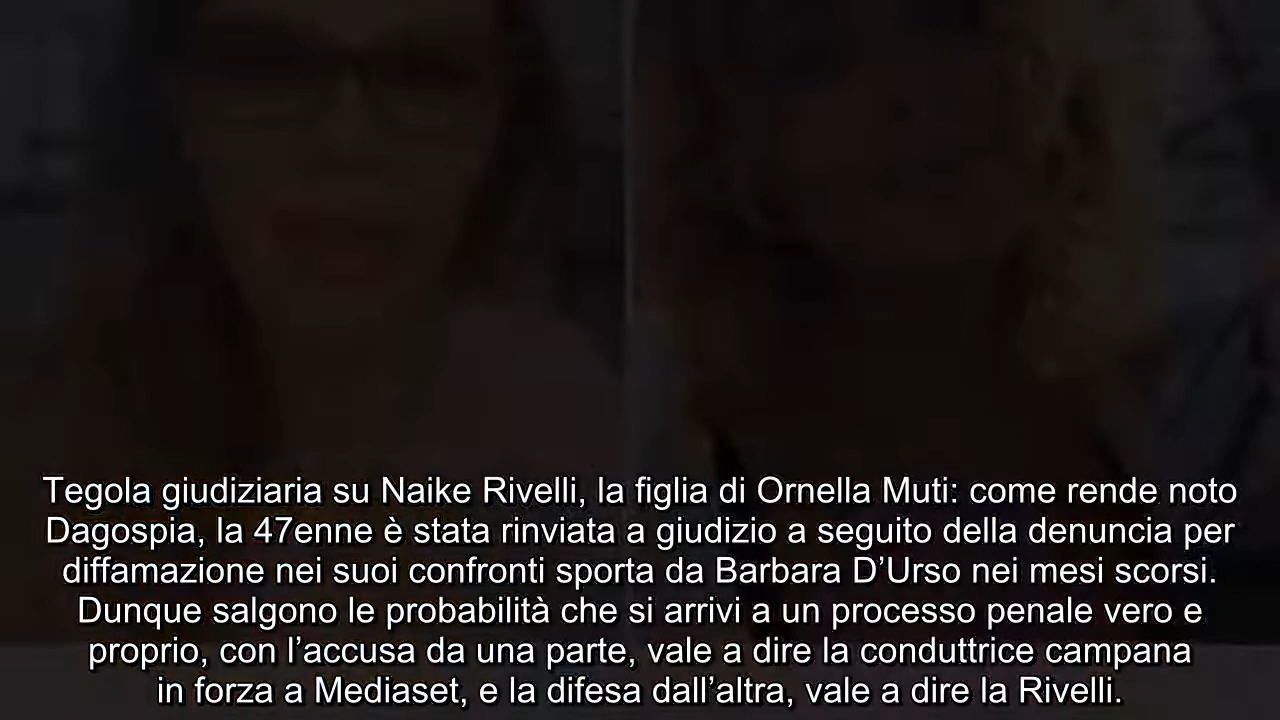 Tegola giudiziaria su Naike Rivelli, la figlia di Ornella Muti: come rende noto
Dagospia, la 47enne è stata rinviata a giudizio a seguito della denuncia per
diffamazione nei suoi confronti sporta da Barbara D’Urso nei mesi scorsi.
Dunque salgono le probabilità che si arrivi a un processo penale vero e
proprio, con l’accusa da una parte, vale a dire la conduttrice campana
in forza a Mediaset, e la difesa dall’altra, vale a dire la Rivelli.